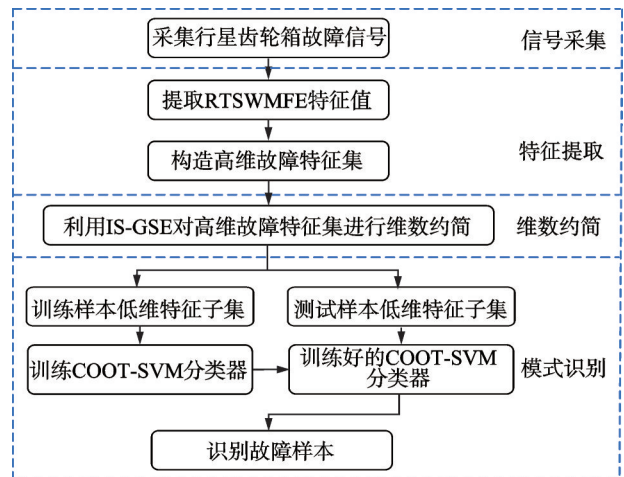 采集行星齿轮箱故障信号
信号采集
提取RTSWMFE特征值
构造高维故障特征集
特征提取
利用IS-GSE对高维故障特征集进行维数约简
维数约简
训练样本低维特征子集
测试样本低维特征子集
训练COOT-SVM分类器
训练好的COOT-SVM
分类器
模式识别
识别故障样本